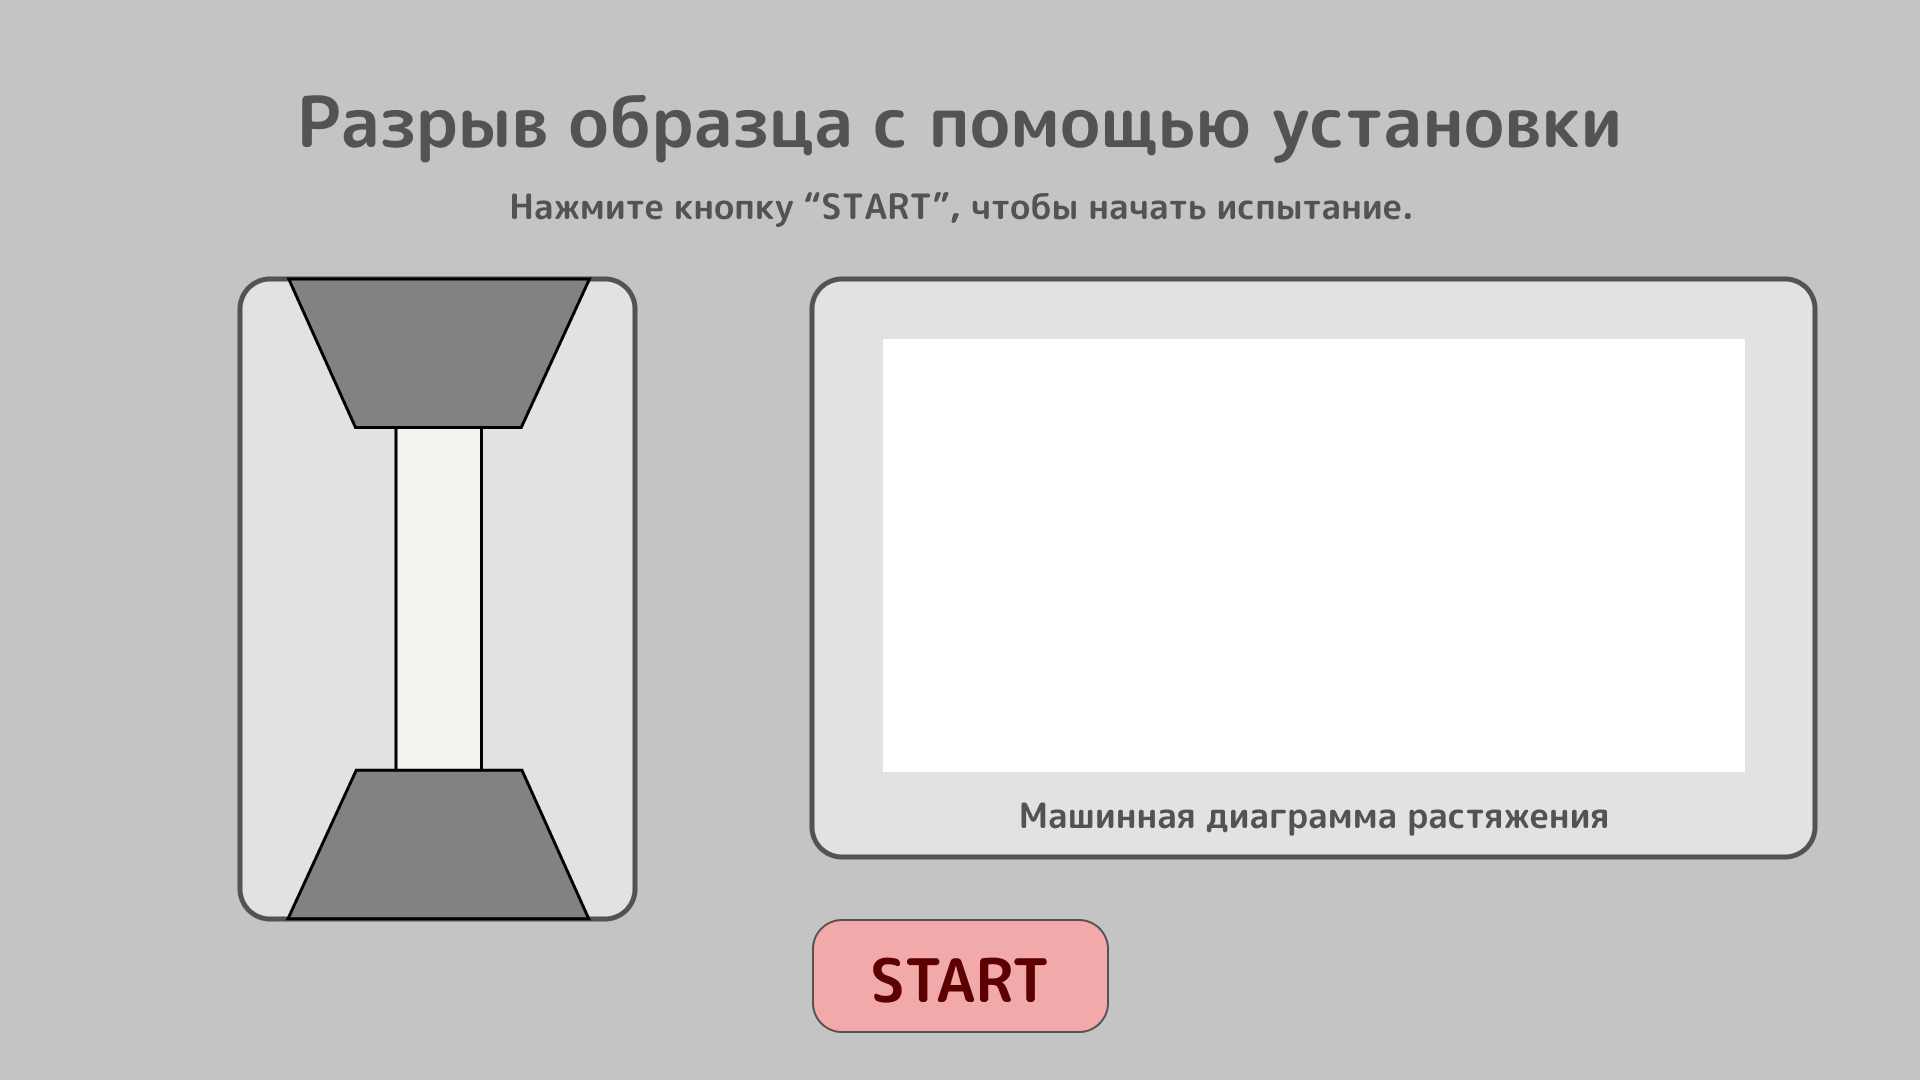 Разрыв образца с помощью установки
Нажмите кнопку “START”, чтобы начать испытание.
Машинная диаграмма растяжения
START